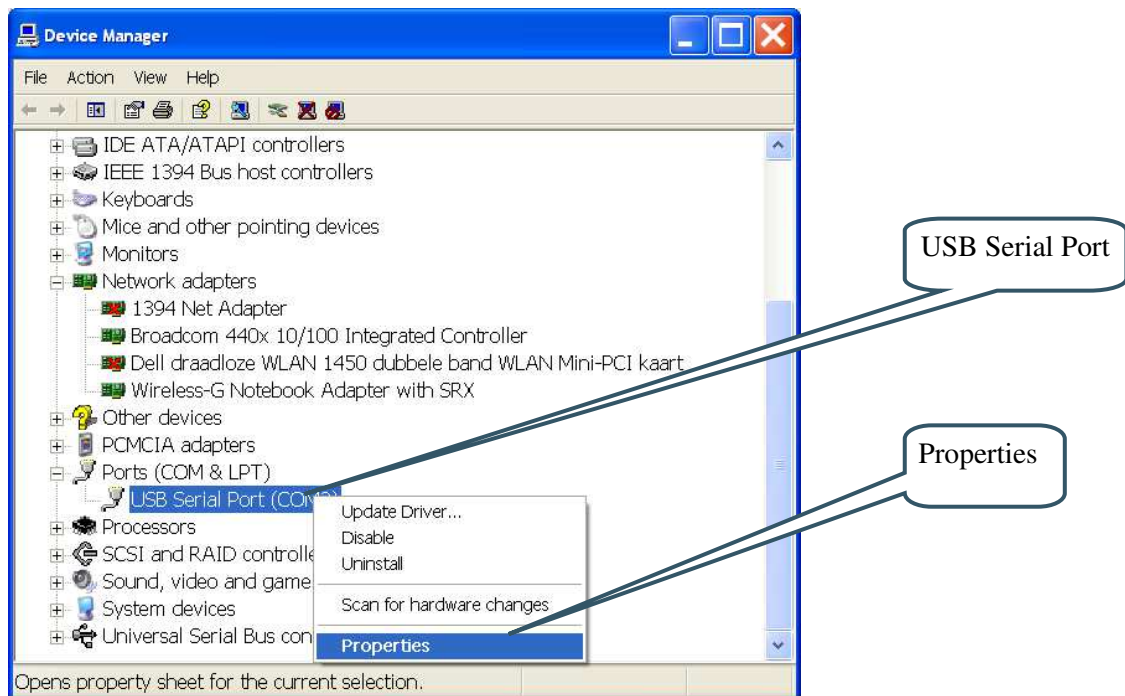 Device Manager
File Action View Help
IDE ATA/ATAPI controllers
IEEE 1394 Bus host controllers
Keyboards
Mice and other pointing devices
Monitors
Network adapters
1394 Net Adapter
Broadcom 440x 10/100 Integrated Controller
Dell draadloze WLAN 1450 dubbele band WLAN Mini-PCI kaart
Wireless-G Notebook Adapter with SRX
Other devices
PCMCIA adapters
Ports (COM & LPT)
USB Serial Port
Processors
SCSI and RAID controlle
Sound, video and game
System devices
Universal Serial Bus con
Update Driver...
Disable
Uninstall
Scan for hardware changes
Properties
Opens property sheet for the current selection.
USB Serial Port
Properties